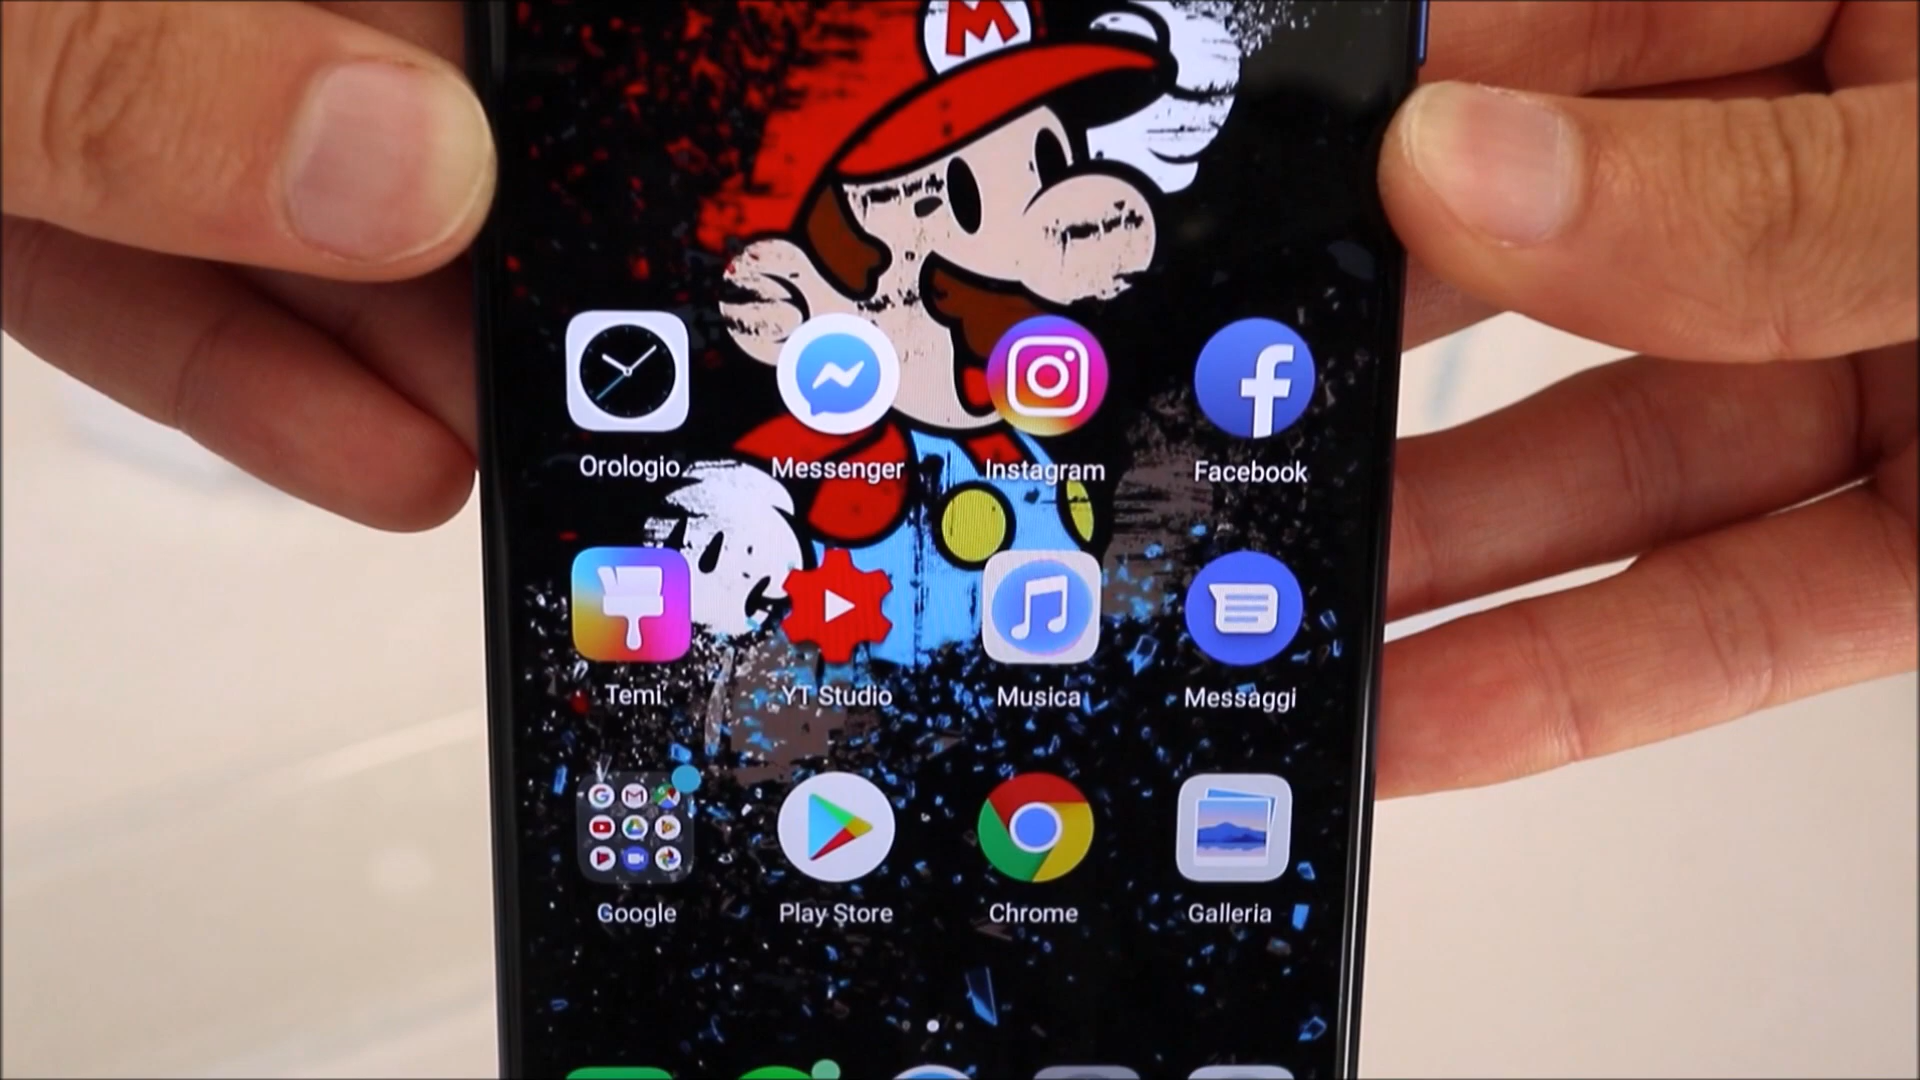 M
Orologio
Messenger
Instagram
Facebook
Temi
YT Studio
Musica
Messaggi
Google
Play Store
Chrome
Galleria